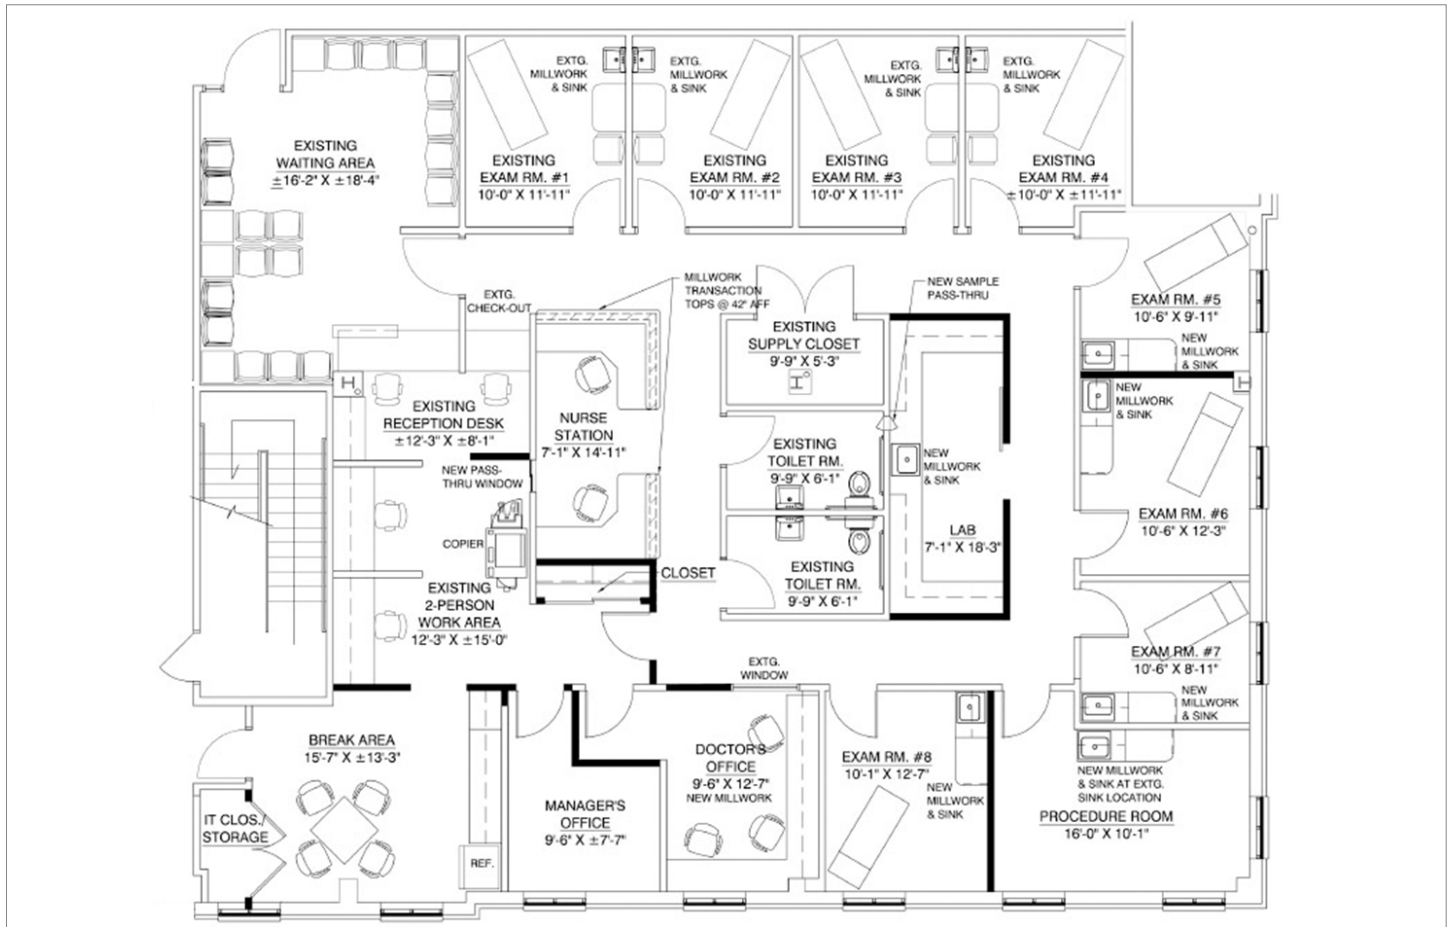 EXTG.
MILLWORK
& SINK
EXTG.
MILLWORK
& SINK
EXTG.
MILLWORK
& SINK
EXTG.
MILLWORK
& SINK
EXISTING
WAITING AREA
±16'-2" X ±18'-4"
EXISTING
EXAM RM. #1
10'-0" X 11'-11"
EXISTING
EXAM RM. #2
10'-0" X 11'-11"
EXISTING
EXAM RM. #3
10'-0" X 11'-11"
EXISTING
EXAM RM. #4
±10'-0" X ±11'-11"
EXTG.
CHECK-OUT
MILLWORK
TRANSACTION
TOPS @ 42" AFF
NEW SAMPLE
PASS-THRU
EXAM RM. #5
10'-6" X 9'-11"
NEW
MILLWORK
& SINK
EXISTING
SUPPLY CLOSET
9'-9" X 5'-3"
H
H
NEW
MILLWORK
& SINK
EXISTING
RECEPTION DESK
±12'-3" X ±8'-1"
NURSE
STATION
7'-1" X 14'-11"
EXISTING
TOILET RM.
9'-9" X 6'-1"
NEW
MILLWORK
& SINK
NEW PASS-
THRU WINDOW
EXAM RM. #6
10'-6" X 12'-3"
COPIER
LAB
7'-1" X 18'-3"
CLOSET
EXISTING
TOILET RM.
9'-9" X 6'-1"
EXISTING
2-PERSON
WORK AREA
12'-3" X ±15'-0"
EXAM RM. #7
10'-6" X 8'-11"
NEW
MILLWORK
& SINK
EXTG.
WINDOW
BREAK AREA
15'-7" X ±13'-3"
DOCTOR'S
OFFICE
9'-6" X 12'-7"
NEW MILLWORK
EXAM RM. #8
10'-1" X 12'-7"
NEW
MILLWORK
& SINK
NEW MILLWORK
& SINK AT EXTG.
SINK LOCATION
PROCEDURE ROOM
16'-0" X 10'-1"
IT CLOS./
STORAGE
MANAGER'S
OFFICE
9'-6" X ±7'-7"
REF.